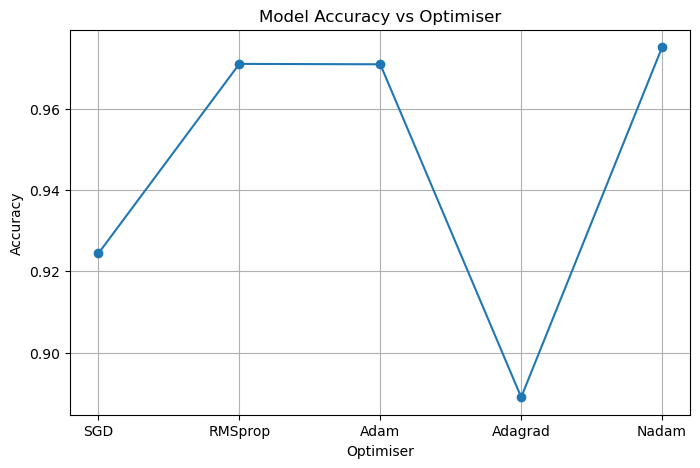 Model Accuracy vs Optimiser
0.96
0.94
0.92
0.90
Accuracy
SGD RMSprop Adam Adagrad Nadam
Optimiser